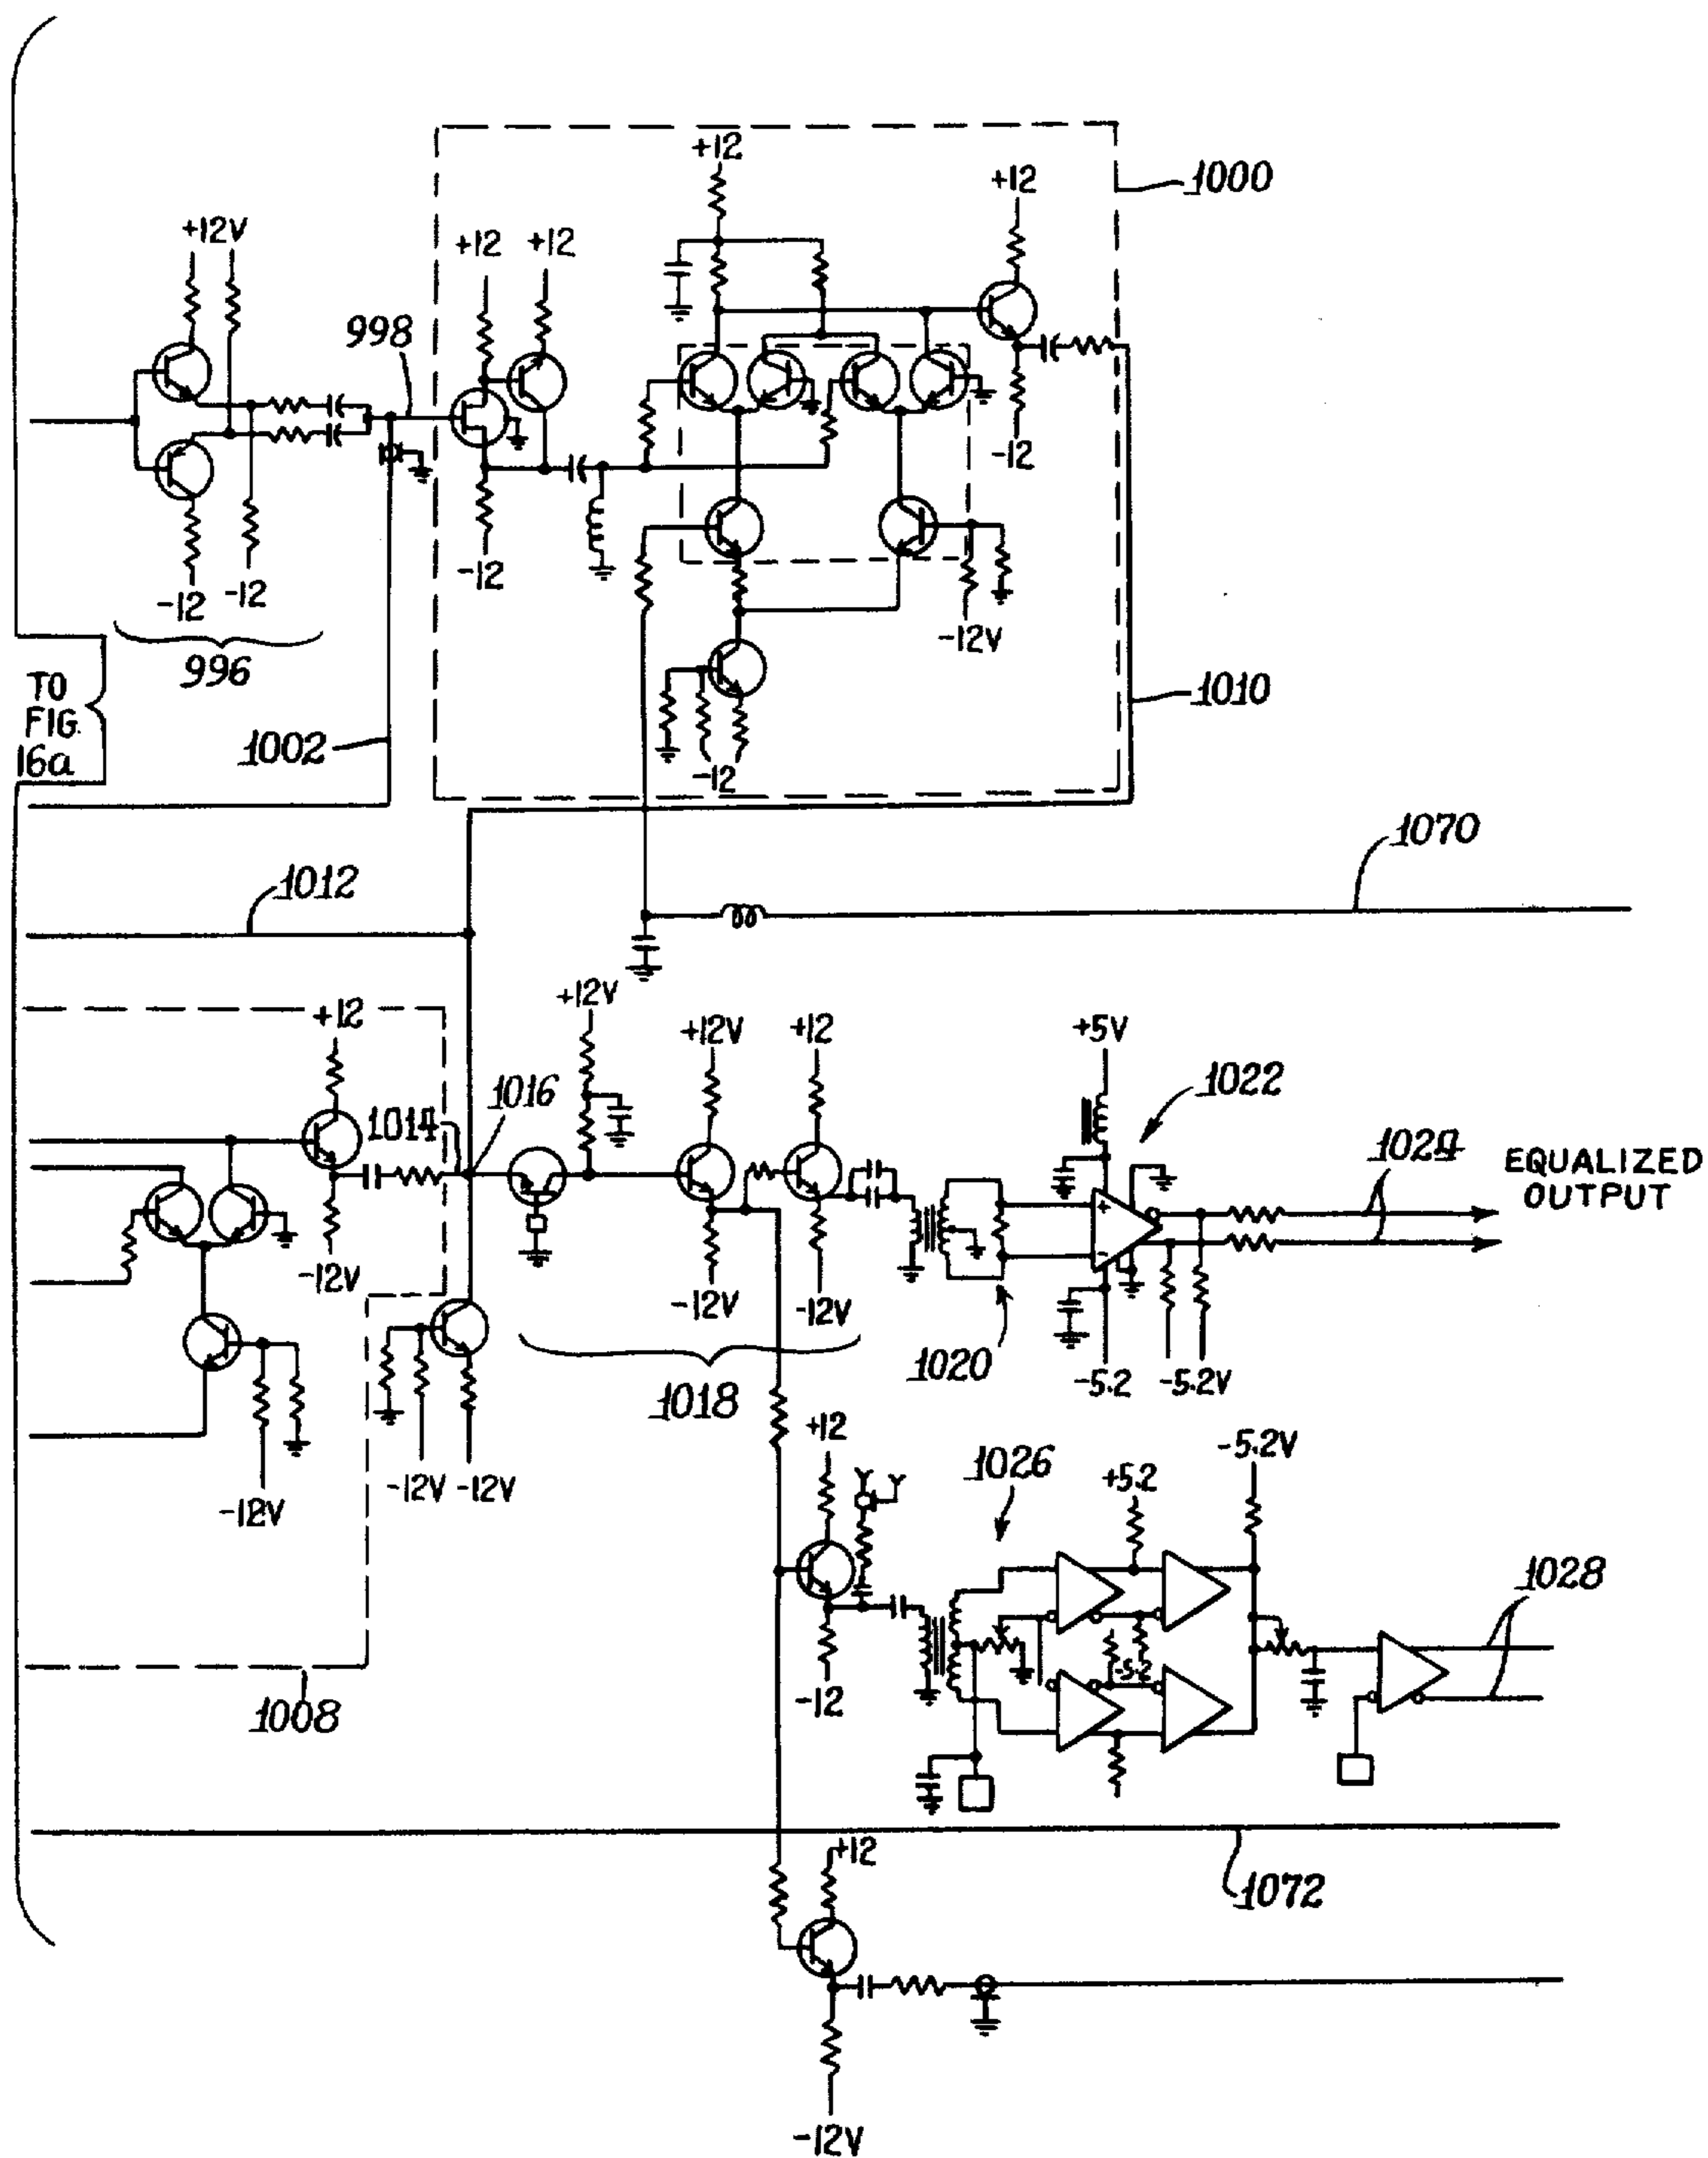 +12
1000
+12
+12V
+12
+12
998
-12
-12
-12
-12
-12V
996
TO
FIG.
16a
1010
1002
-12
1070
1012
+12V
+12
+12V
+12
+5V
1022
1016
1014
1024
EQUALIZED
OUTPUT
-12V
-12V
-12V
1020
-5.2
-5.2V
1018
+12
-5.2V
1026
+5.2
-12V
-12V
-12V
1028
-5.2
-12
1008
+12
1072
-12V